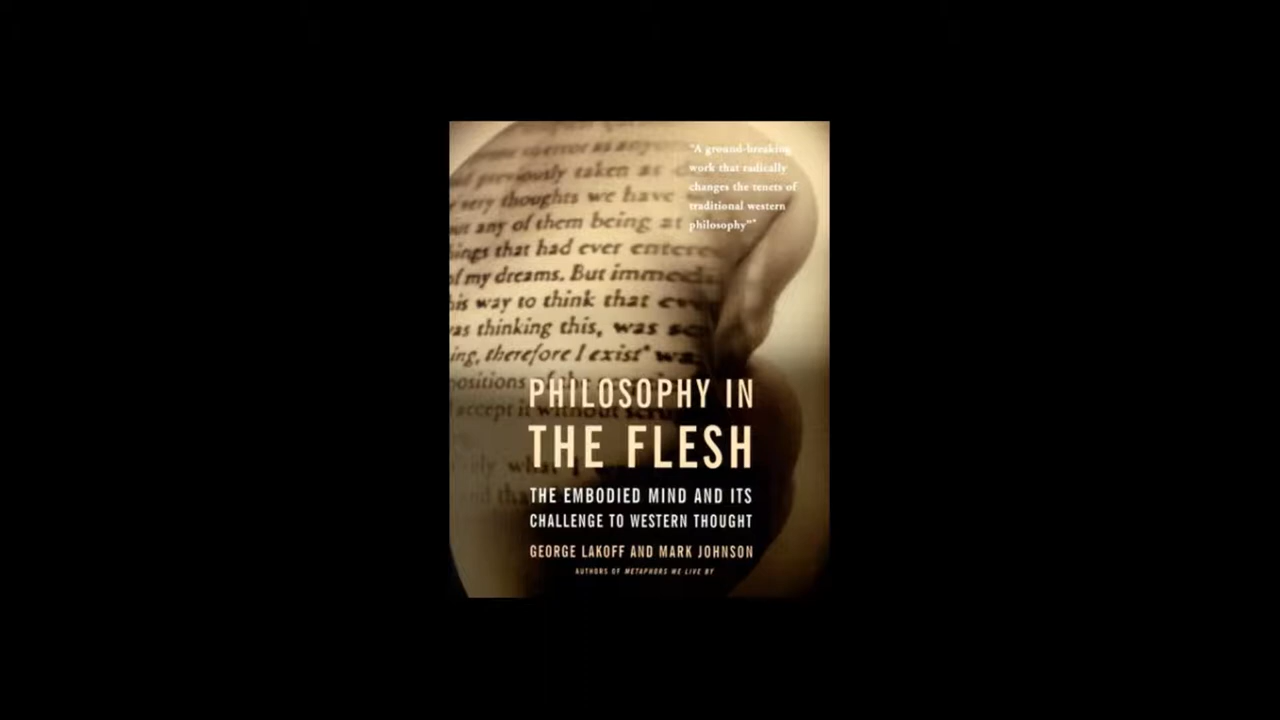 "A ground-breaking
work that radically
changes the tenets of
traditional western
philosophy"*
previously taken as
very thoughts we have
any of them being at
that had ever
of my dreams. But
way to think that
thinking this, was
therefore I exist" wa
accept it without
what I
PHILOSOPHY IN
THE FLESH
THE EMBODIED MIND AND ITS
CHALLENGE TO WESTERN THOUGHT
GEORGE LAKOFF AND MARK JOHNSON
AUTHORS OF METAPHORS WE LIVE BY